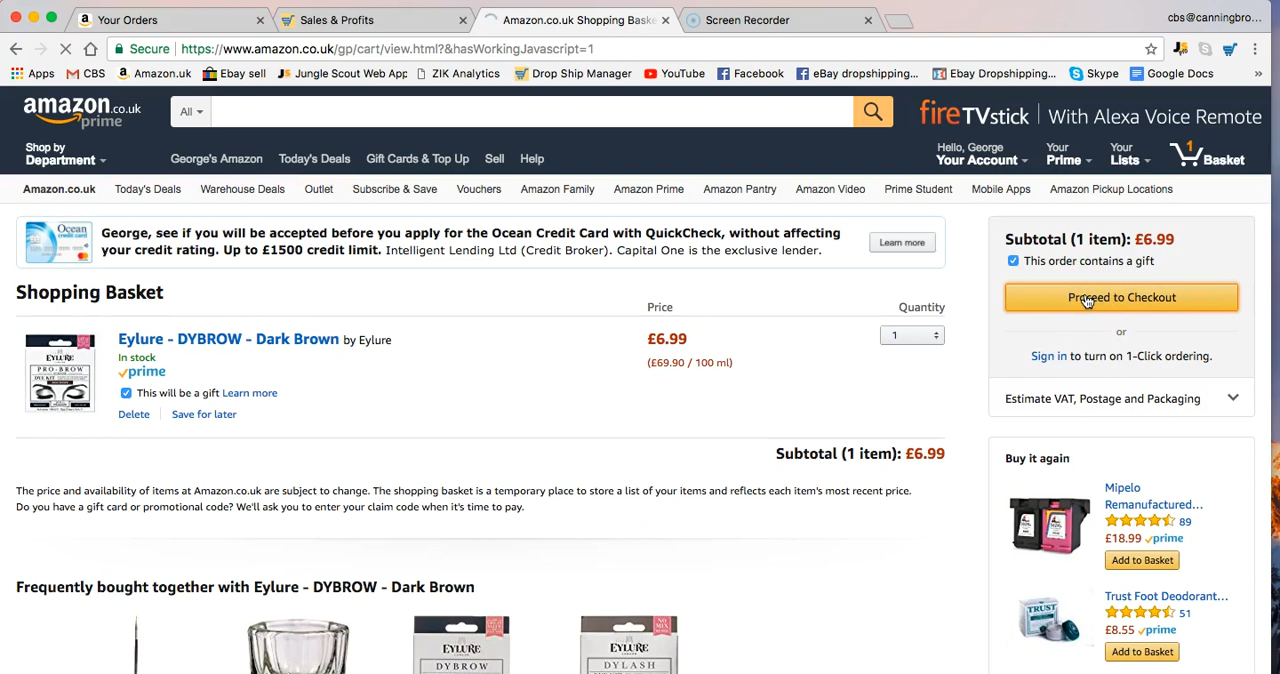 Your Orders
Sales & Profits
Amazon.co.uk Shopping Baske
Screen Recorder
cbs@canningbro...
Secure
https://www.amazon.co.uk/gp/cart/view.html?&hasWorkingJavascript=1
Apps
CBS
Amazon.uk
Ebay sell
Jungle Scout Web App
ZIK Analytics
Drop Ship Manager
YouTube
Facebook
eBay dropshipping...
Ebay Dropshipping...
Skype
Google Docs
»
amazon.co.uk
prime
All
fireTVstick | With Alexa Voice Remote
Shop by
Department
George's Amazon
Today's Deals
Gift Cards & Top Up
Sell
Help
Hello, George
Your Account
Your
Prime
Your
Lists
1
Basket
Amazon.co.uk
Today's Deals
Warehouse Deals
Outlet
Subscribe & Save
Vouchers
Amazon Family
Amazon Prime
Amazon Pantry
Amazon Video
Prime Student
Mobile Apps
Amazon Pickup Locations
Ocean
credit card
George, see if you will be accepted before you apply for the Ocean Credit Card with QuickCheck, without affecting
your credit rating. Up to £1500 credit limit. Intelligent Lending Ltd (Credit Broker). Capital One is the exclusive lender.
Learn more
Shopping Basket
Price
Quantity
EYLURE
PRO-BROW
DYE KIT
Eylure - DYBROW - Dark Brown by Eylure
In stock
prime
This will be a gift Learn more
Delete
Save for later
£6.99
(£69.90 / 100 ml)
1
Subtotal (1 item): £6.99
The price and availability of items at Amazon.co.uk are subject to change. The shopping basket is a temporary place to store a list of your items and reflects each item's most recent price.
Do you have a gift card or promotional code? We'll ask you to enter your claim code when it's time to pay.
Frequently bought together with Eylure - DYBROW - Dark Brown
EYLURE
DYBROW
EYLURE
DYLASH
Subtotal (1 item): £6.99
This order contains a gift
Proceed to Checkout
or
Sign in to turn on 1-Click ordering.
Estimate VAT, Postage and Packaging
Buy it again
Mipelo
Remanufactured...
89
£18.99 prime
Add to Basket
TRUST
Trust Foot Deodorant...
51
£8.55 prime
Add to Basket